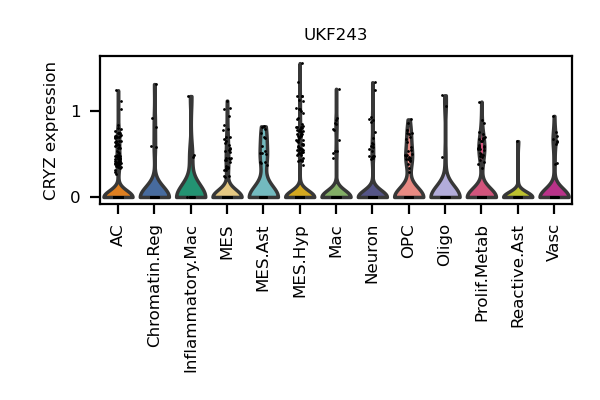 UKF243
CRYZ expression
1
0
AC
Chromatin.Reg
Inflammatory.Mac
MES
MES.Ast
MES.Hyp
Mac
Neuron
OPC
Oligo
Prolif.Metab
Reactive.Ast
Vasc